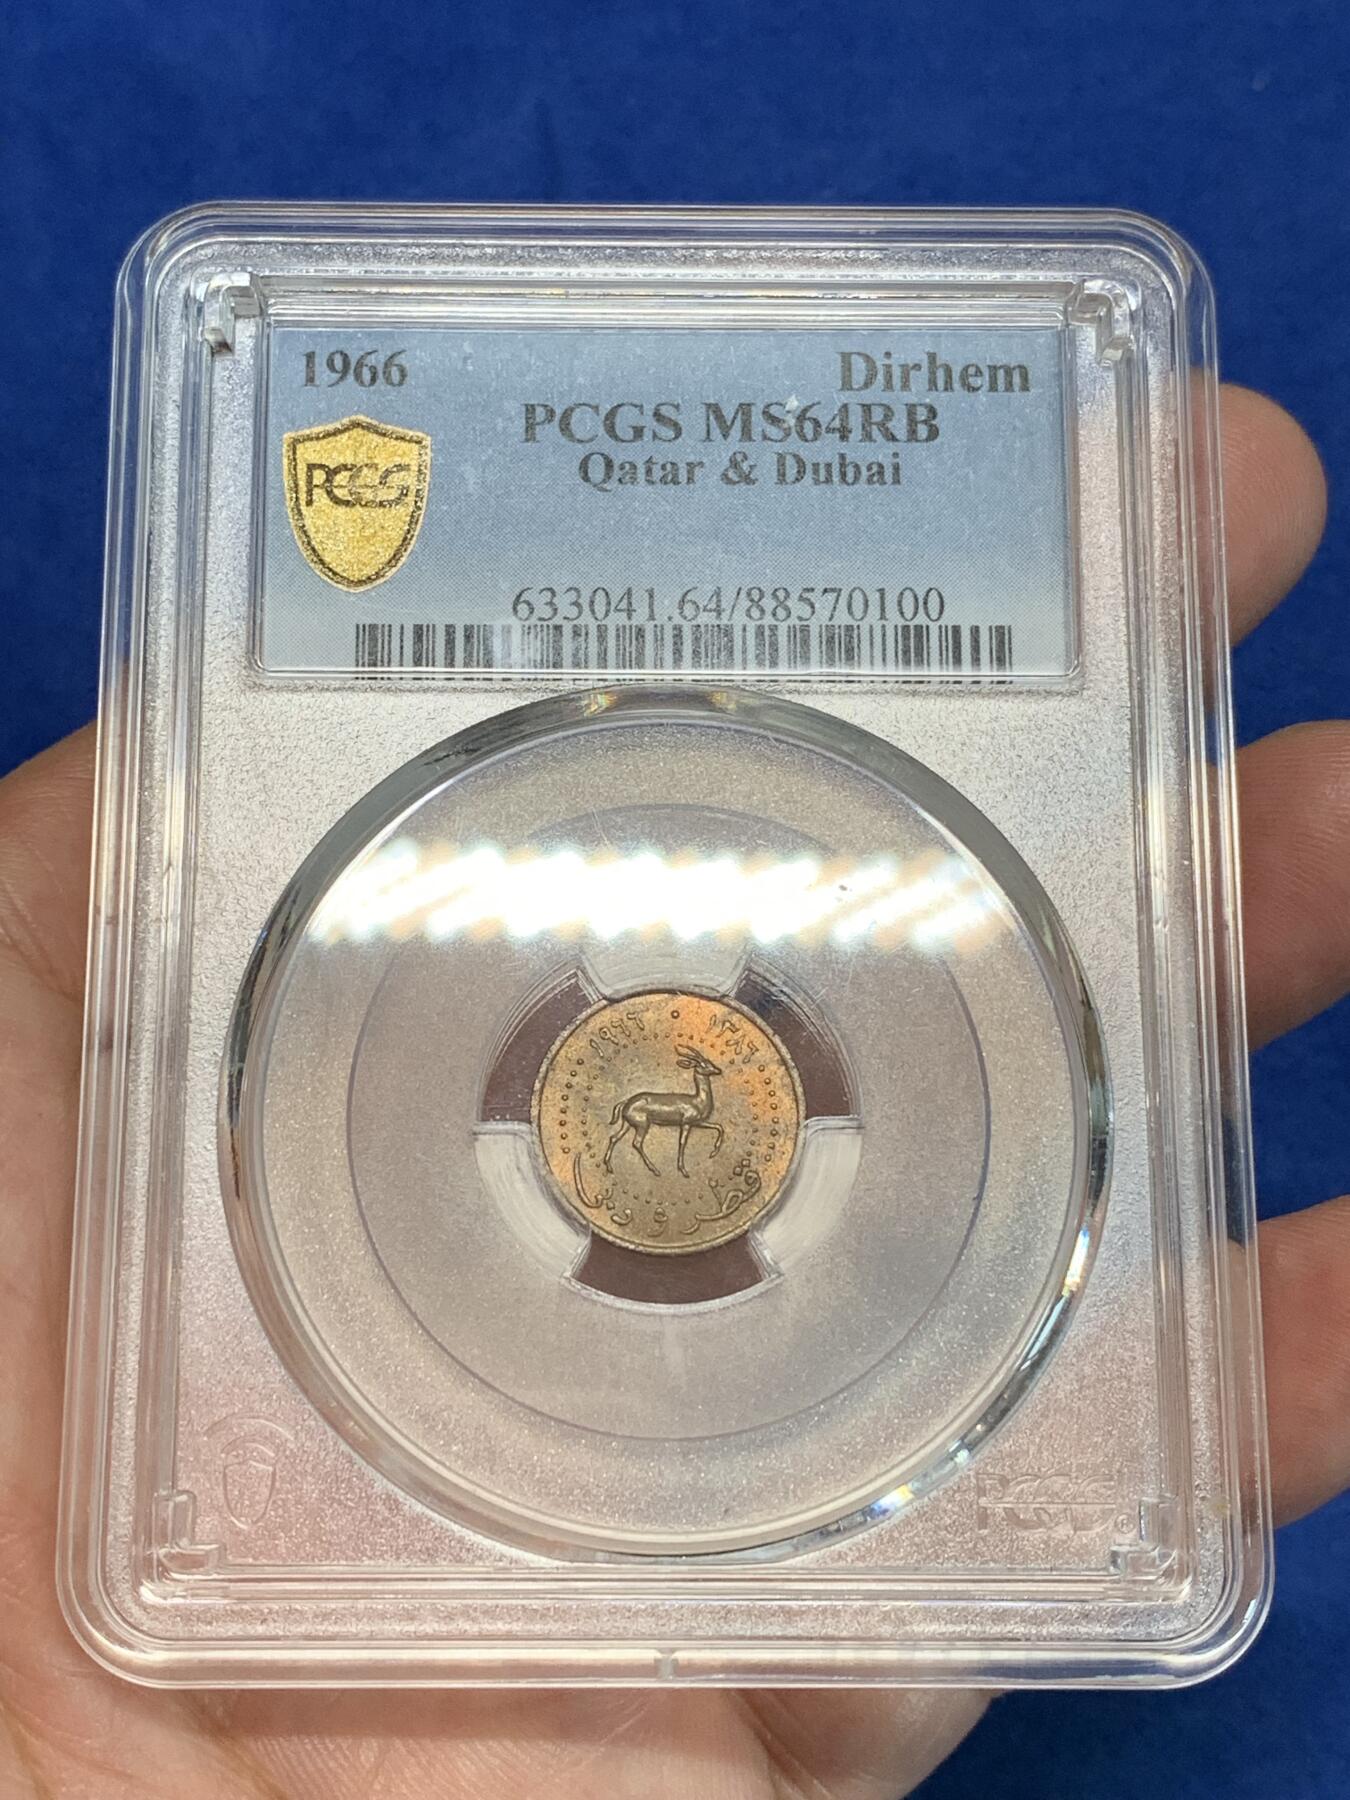 1966 Dirhem
PCGS MS64RB
Qatar & Dubai
PCGS
633041.64/88570100
١٩٦٦ ١٣٨٦
قطر و دبي
PCGS